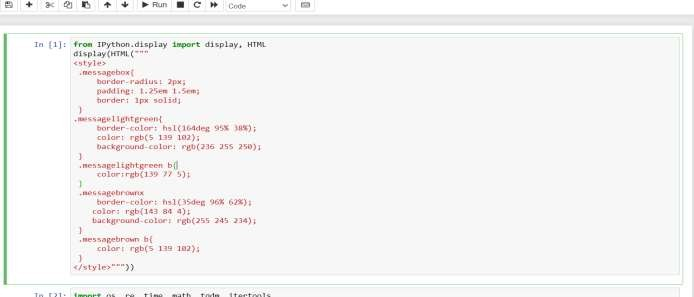 Run
Code
In [1]: from IPython.display import display, HTML
display(HTML("""
<style>
.messagebox{
border-radius: 2px;
padding: 1.25em 1.5em;
border: 1px solid;
}
.messagelightgreen{
border-color: hsl(164deg 95% 38%);
color: rgb(5 139 102);
background-color: rgb(236 255 250);
}
.messagelightgreen b{
color:rgb(139 77 5);
}
.messagebrownx
border-color: hsl(35deg 96% 62%);
color: rgb(143 84 4);
background-color: rgb(255 245 234);
}
.messagebrown b{
color: rgb(5 139 102);
}
</style>"""))
In [2]: import os, re, time, math, tqdm, itertools